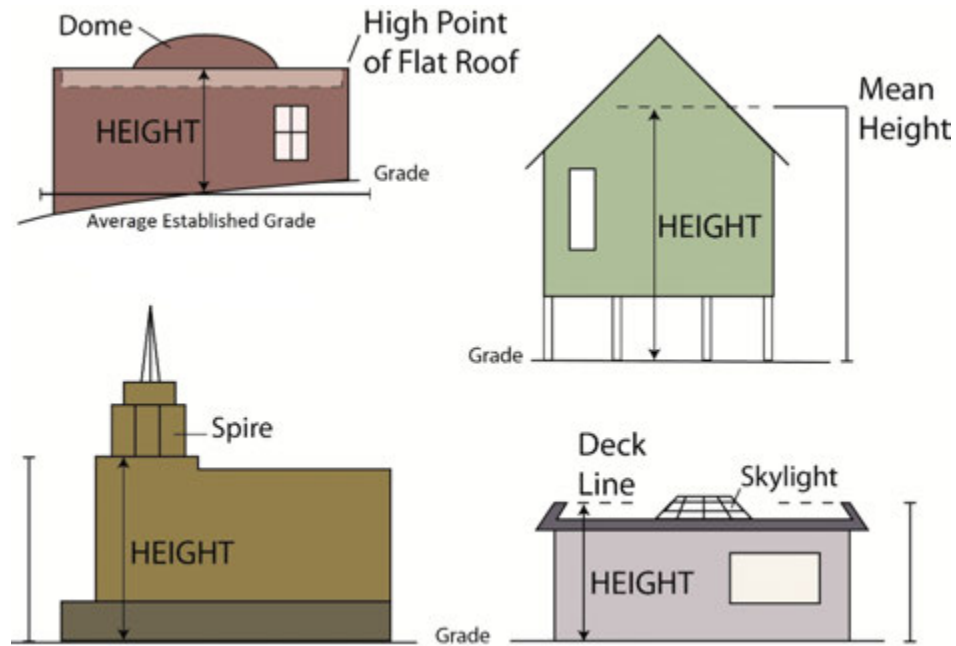 Dome
High Point
of Flat Roof
HEIGHT
Grade
Average Established Grade
Mean
Height
HEIGHT
Grade
Spire
HEIGHT
Grade
Deck
Line
Skylight
HEIGHT